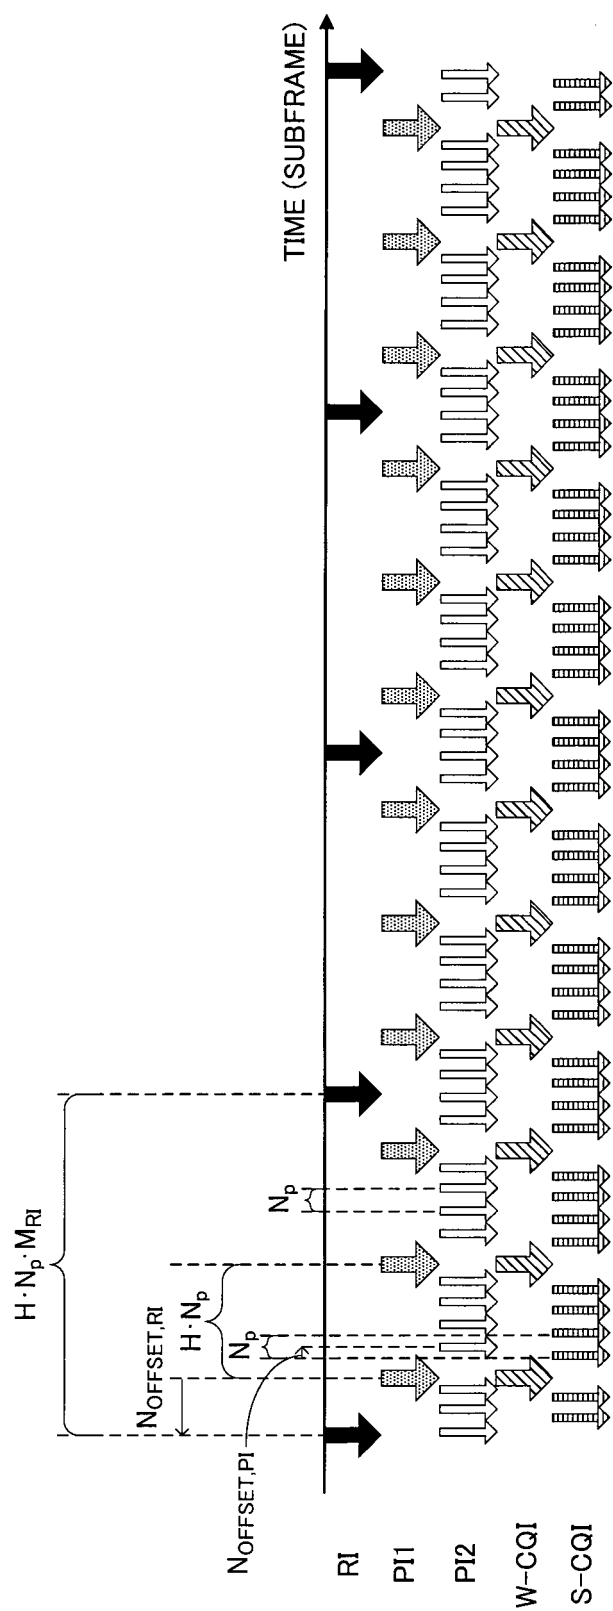 H·N_p·M_RI
N_OFFSET,RI
H·N_p
N_p
N_p
N_OFFSET,PI
TIME (SUBFRAME)
RI
PI1
PI2
W-CQI
S-CQI